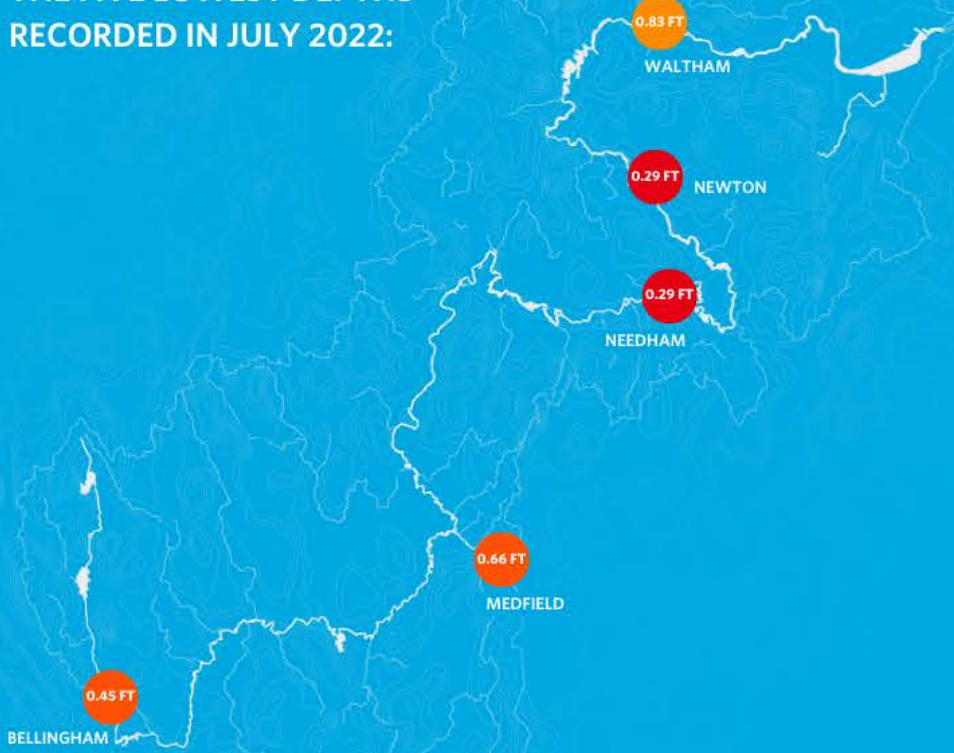 RECORDED IN JULY 2022:
0.83 FT
WALTHAM
0.29 FT
NEWTON
0.29 FT
NEEDHAM
0.66 FT
MEDFIELD
0.45 FT
BELLINGHAM